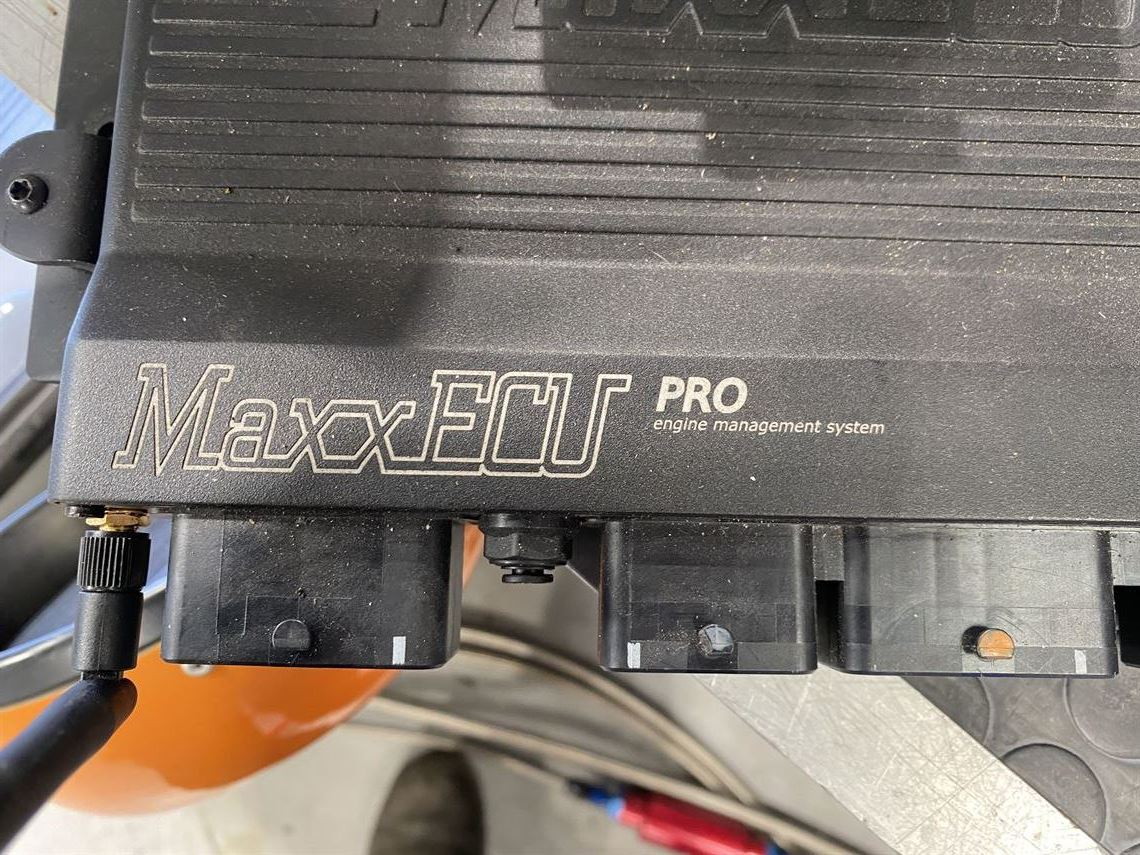 MaxxECU PRO
engine management system